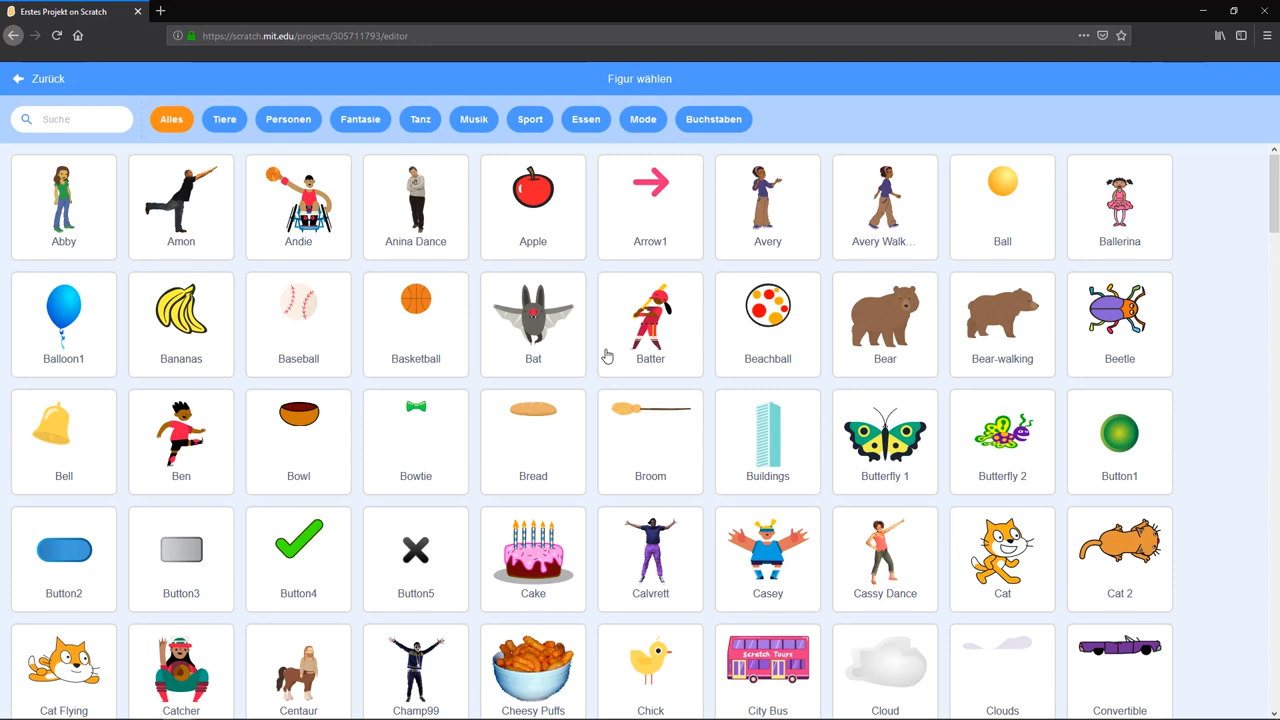 Erstes Projekt on Scratch
https://scratch.mit.edu/projects/305711793/editor
Zurück
Figur wählen
Suche
Alles
Tiere
Personen
Fantasie
Tanz
Musik
Sport
Essen
Mode
Buchstaben
Abby
Amon
Andie
Anina Dance
Apple
Arrow1
Avery
Avery Walk...
Ball
Ballerina
Balloon1
Bananas
Baseball
Basketball
Bat
Batter
Beachball
Bear
Bear-walking
Beetle
Bell
Ben
Bowl
Bowtie
Bread
Broom
Buildings
Butterfly 1
Butterfly 2
Button1
Button2
Button3
Button4
Button5
Cake
Calvrett
Casey
Cassy Dance
Cat
Cat 2
Scratch Tours
Cat Flying
Catcher
Centaur
Champ99
Cheesy Puffs
Chick
City Bus
Cloud
Clouds
Convertible